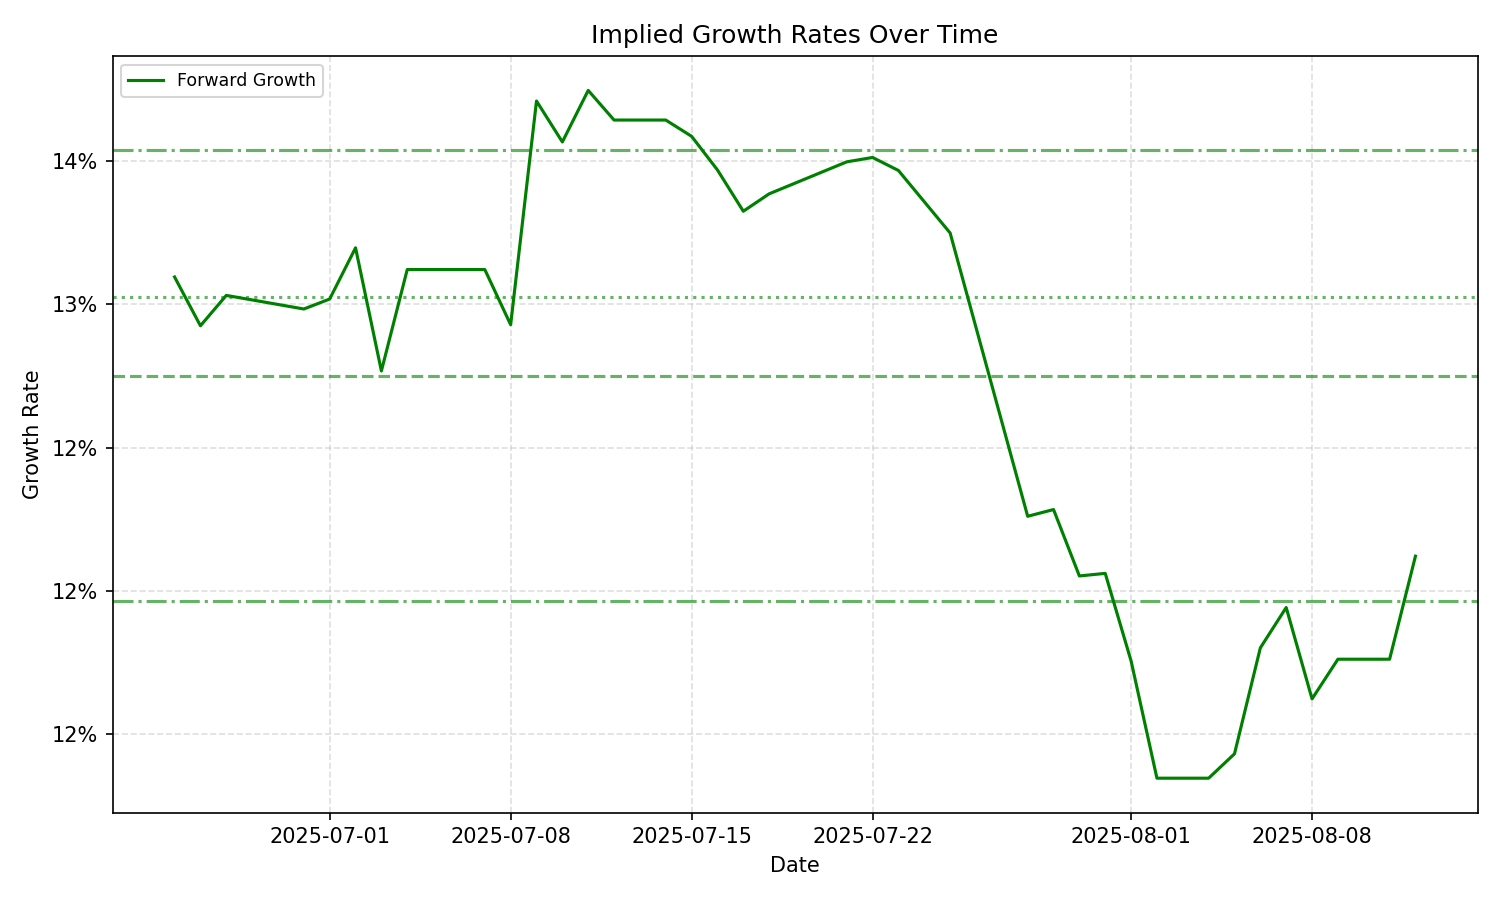 Implied Growth Rates Over Time
Forward Growth
14%
13%
12%
12%
12%
Growth Rate
2025-07-01 2025-07-08 2025-07-15 2025-07-22 2025-08-01 2025-08-08
Date